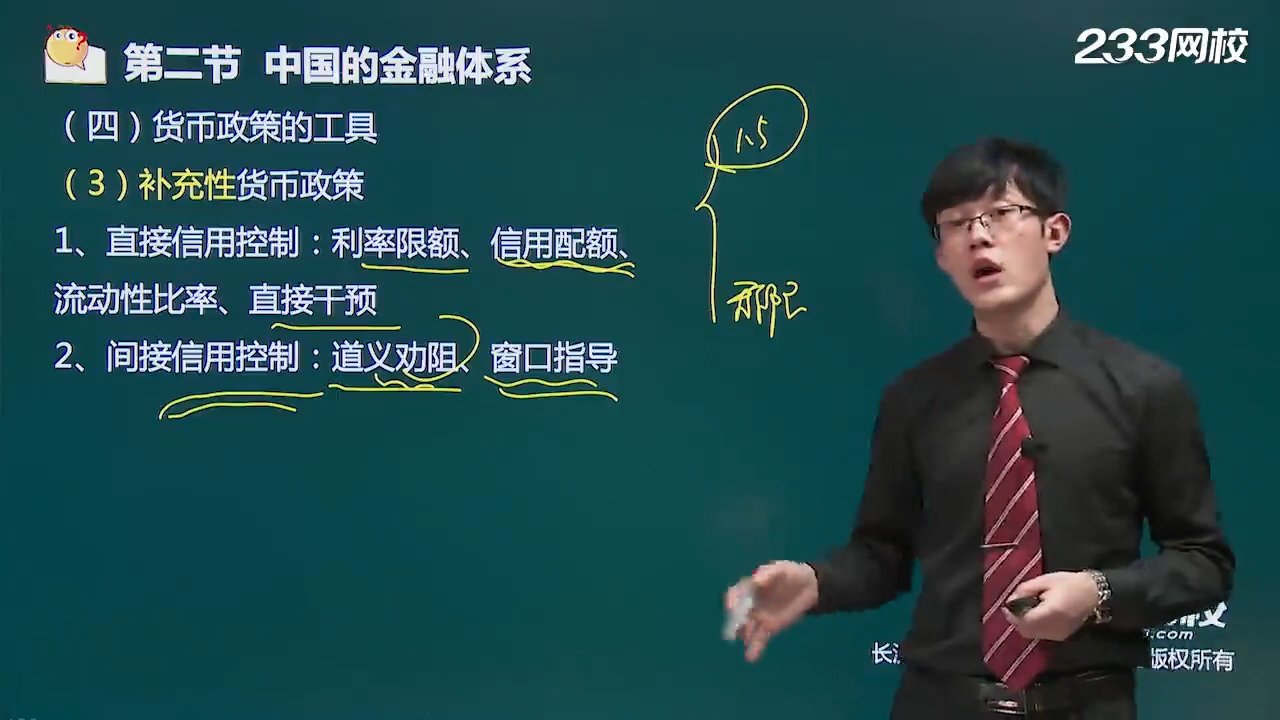 233网校
第二节 中国的金融体系
（四）货币政策的工具
（3）补充性货币政策
1、直接信用控制：利率限额、信用配额、
流动性比率、直接干预
2、间接信用控制：道义劝阻、窗口指导
1.5
校
.com
长沙
版权所有